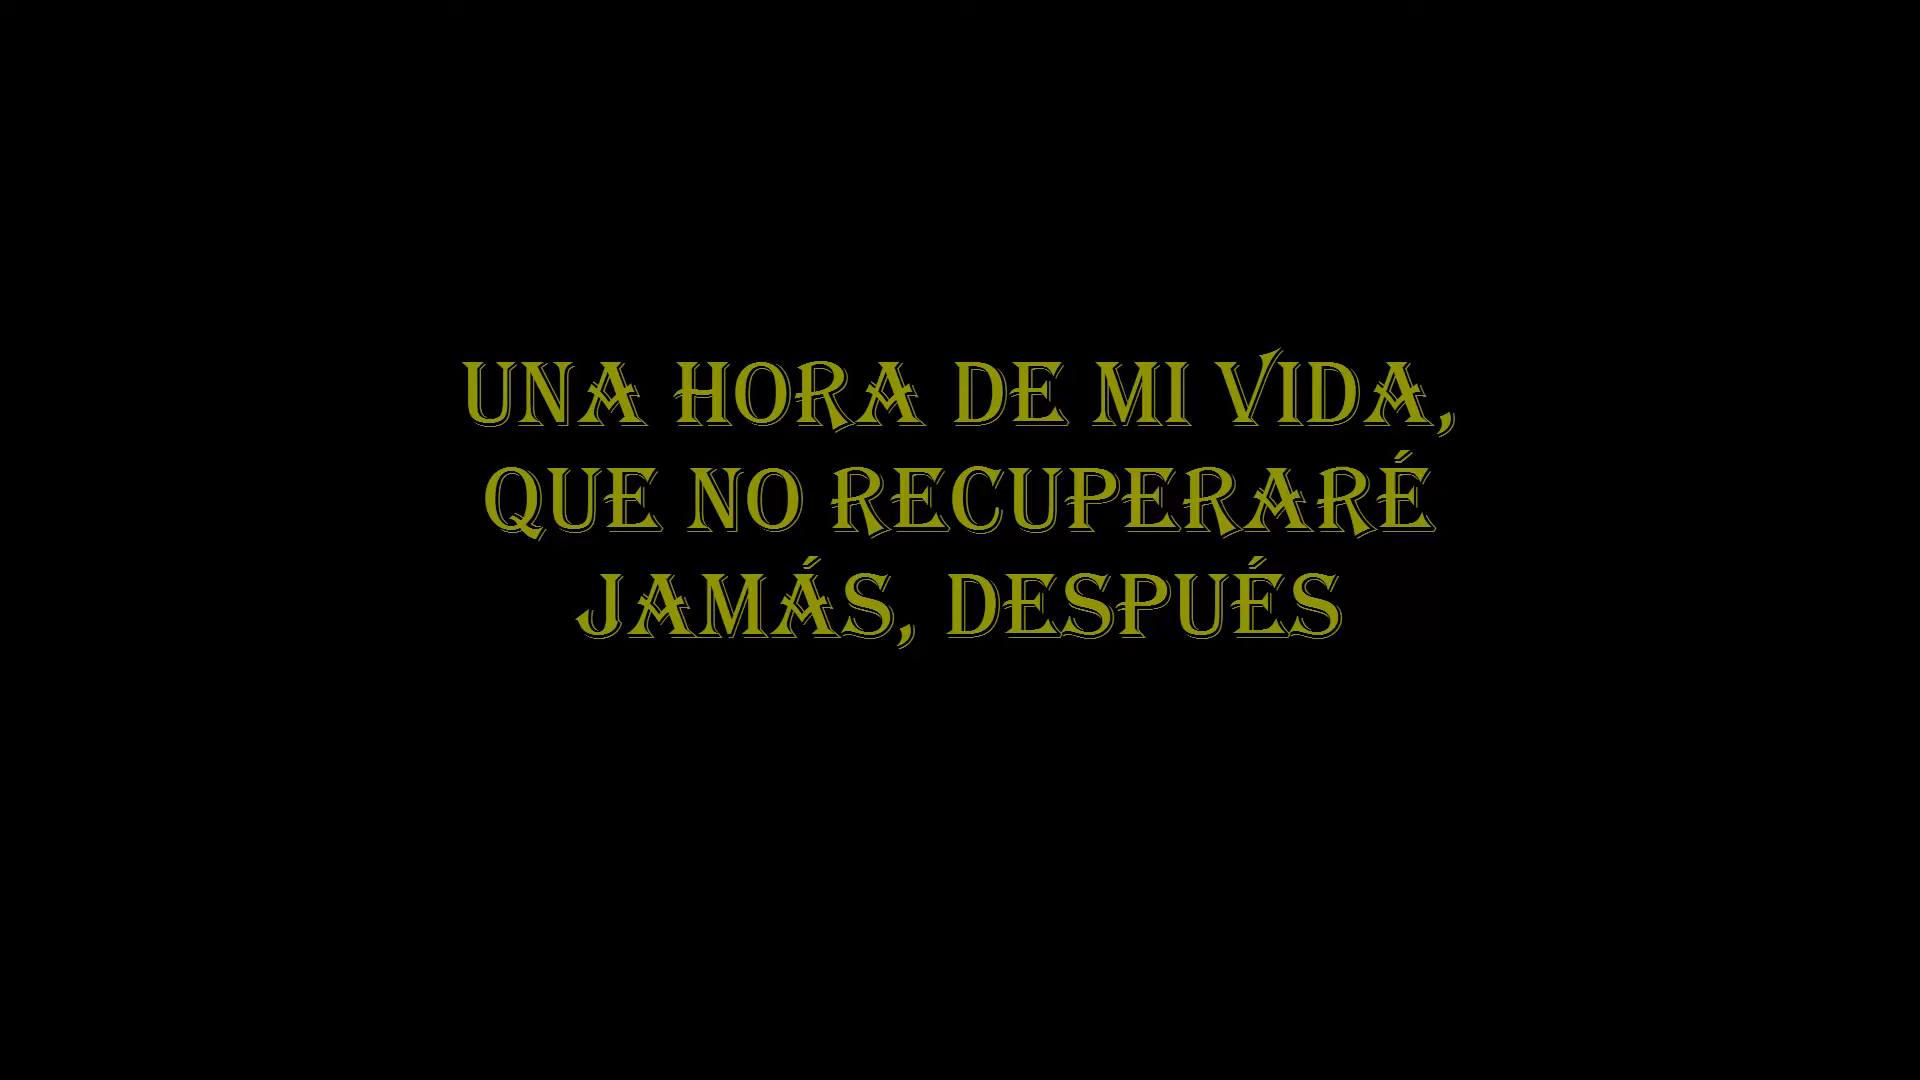 UNA HORA DE MI VIDA,
QUE NO RECUPERARÉ
JAMÁS, DESPUÉS